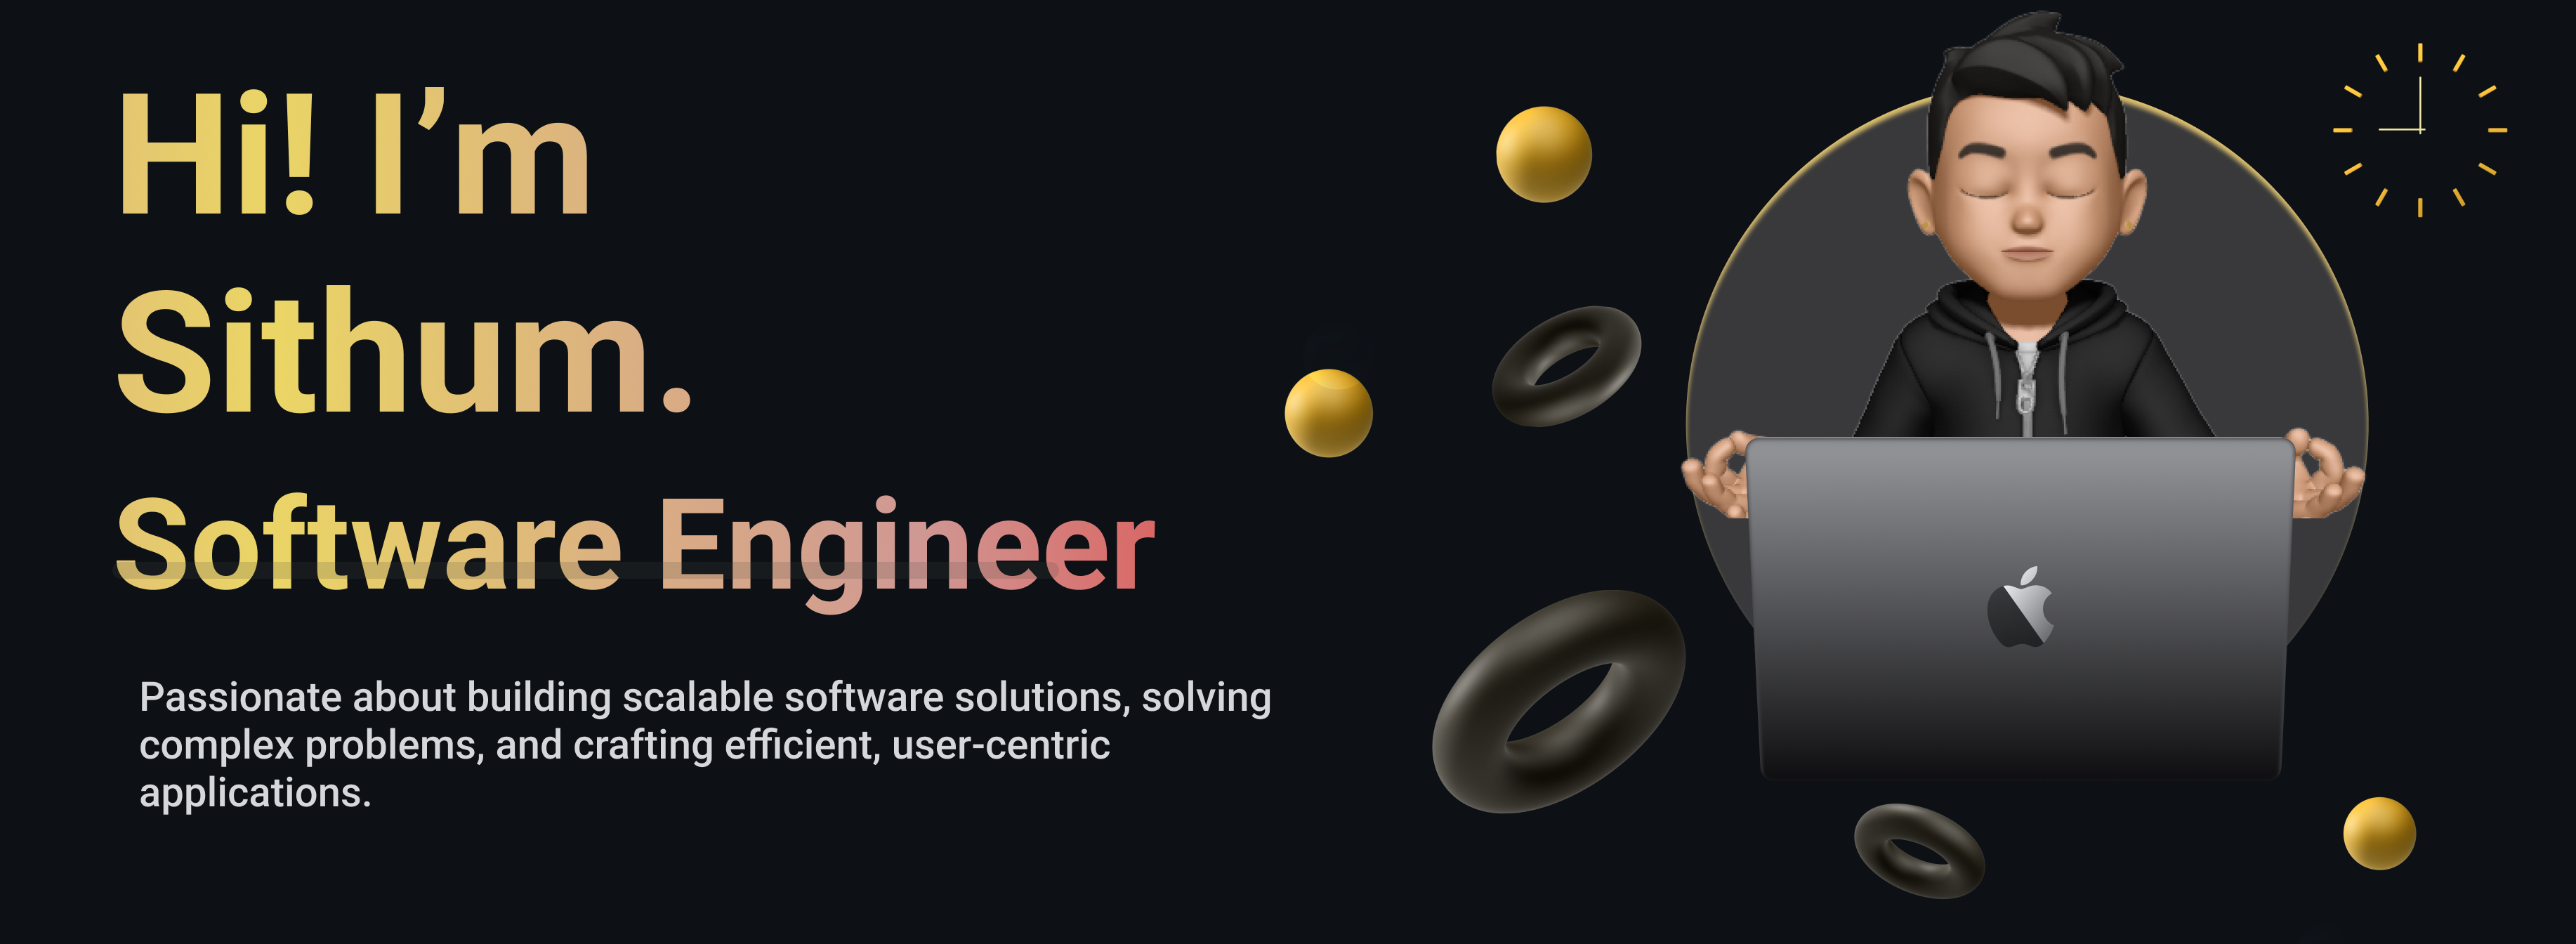 Hi! I’m
Sithum.
Software Engineer
Passionate about building scalable software solutions, solving
complex problems, and crafting efficient, user-centric
applications.